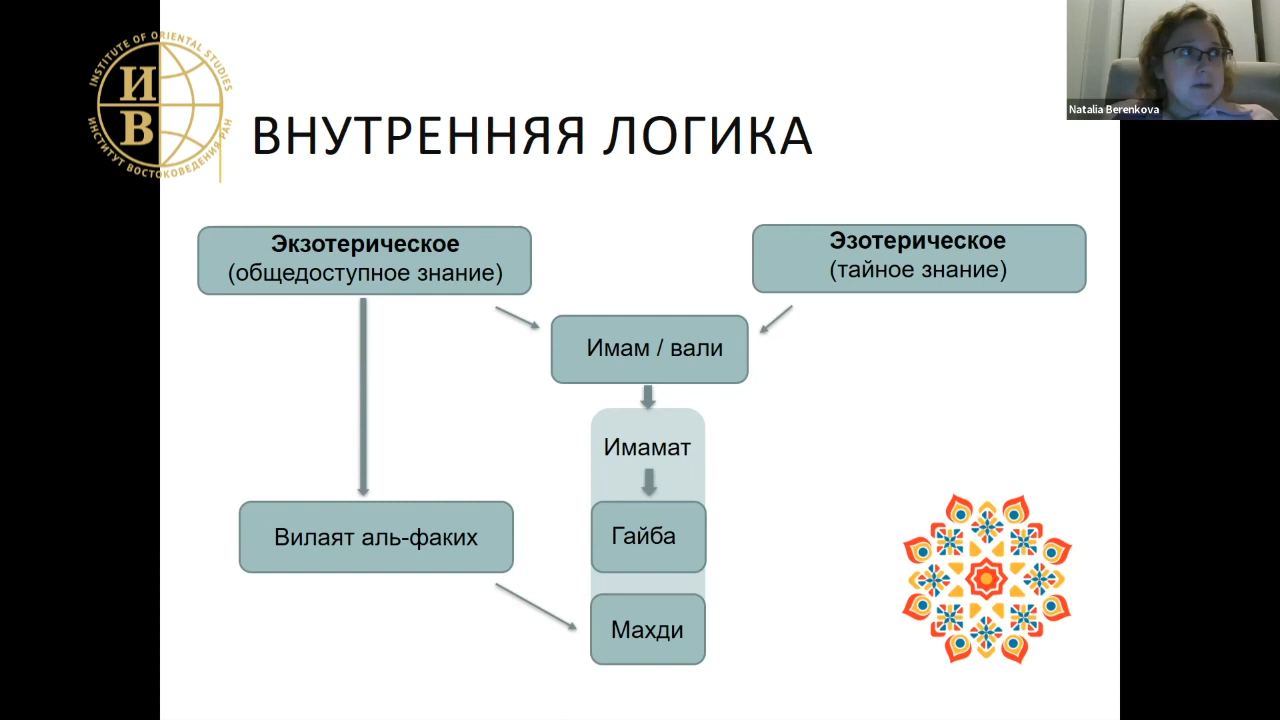 INSTITUTE OF ORIENTAL STUDIES
ИВ
ИНСТИТУТ ВОСТОКОВЕДЕНИЯ РАН
Natalia Berenkova
ВНУТРЕННЯЯ ЛОГИКА
Экзотерическое
(общедоступное знание)
Эзотерическое
(тайное знание)
Имам / вали
Имамат
Вилаят аль-факих
Гайба
Махди